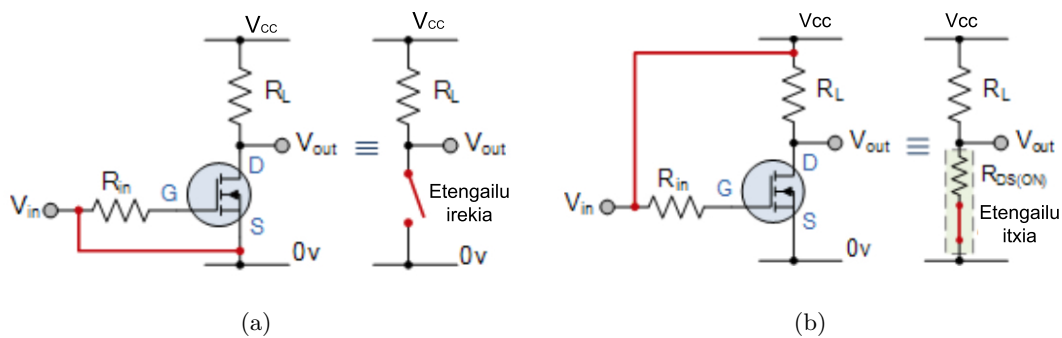 Vcc
RL
Vout
D
G
S
Rin
Vin
0v
Vcc
RL
Vout
Etengailu
irekia
(a)
Vcc
RL
Vout
D
G
S
Rin
Vin
0v
Vcc
RL
Vout
RDS(ON)
Etengailu
itxia
(b)